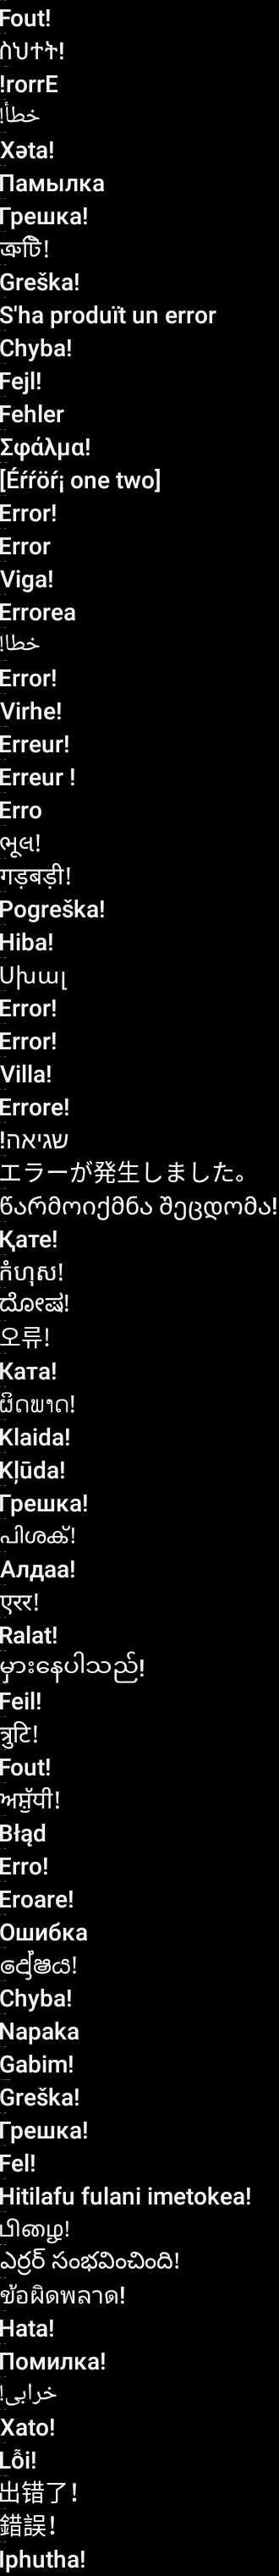 Fout!
ስህተት!
!rorrE
خطأ!
Xəta!
Памылка
Грешка!
ত্রুটি!
Greška!
S'ha produït un error
Chyba!
Fejl!
Fehler
Σφάλμα!
[Éŕŕöŕ¡ one two]
Error!
Error
Viga!
Errorea
خطا!
Error!
Virhe!
Erreur!
Erreur !
Erro
ભૂલ!
गड़बड़ी!
Pogreška!
Hiba!
Սխալ
Error!
Error!
Villa!
Errore!
שגיאה!
エラーが発生しました。
წარმოიქმნა შეცდომა!
Қате!
កំហុស!
ದೋಷ!
오류!
Ката!
ຜິດພາດ!
Klaida!
Kļūda!
Грешка!
പിശക്!
Алдаа!
एरर!
Ralat!
မှားနေပါသည်!
Feil!
त्रुटि!
Fout!
ਅਸ਼ੁੱਧੀ!
Błąd
Erro!
Eroare!
Ошибка
දෝෂය!
Chyba!
Napaka
Gabim!
Greška!
Грешка!
Fel!
Hitilafu fulani imetokea!
பிழை!
ఎర్రర్ సంభవించింది!
ข้อผิดพลาด!
Hata!
Помилка!
خرابی!
Xato!
Lỗi!
出错了！
錯誤！
Iphutha!